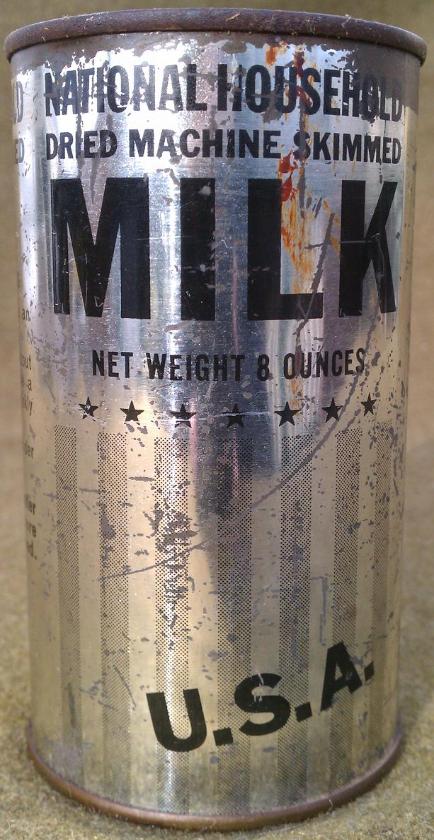 NATIONAL HOUSEHOLD
DRIED MACHINE SKIMMED
MILK
NET WEIGHT 8 OUNCES
U.S.A.